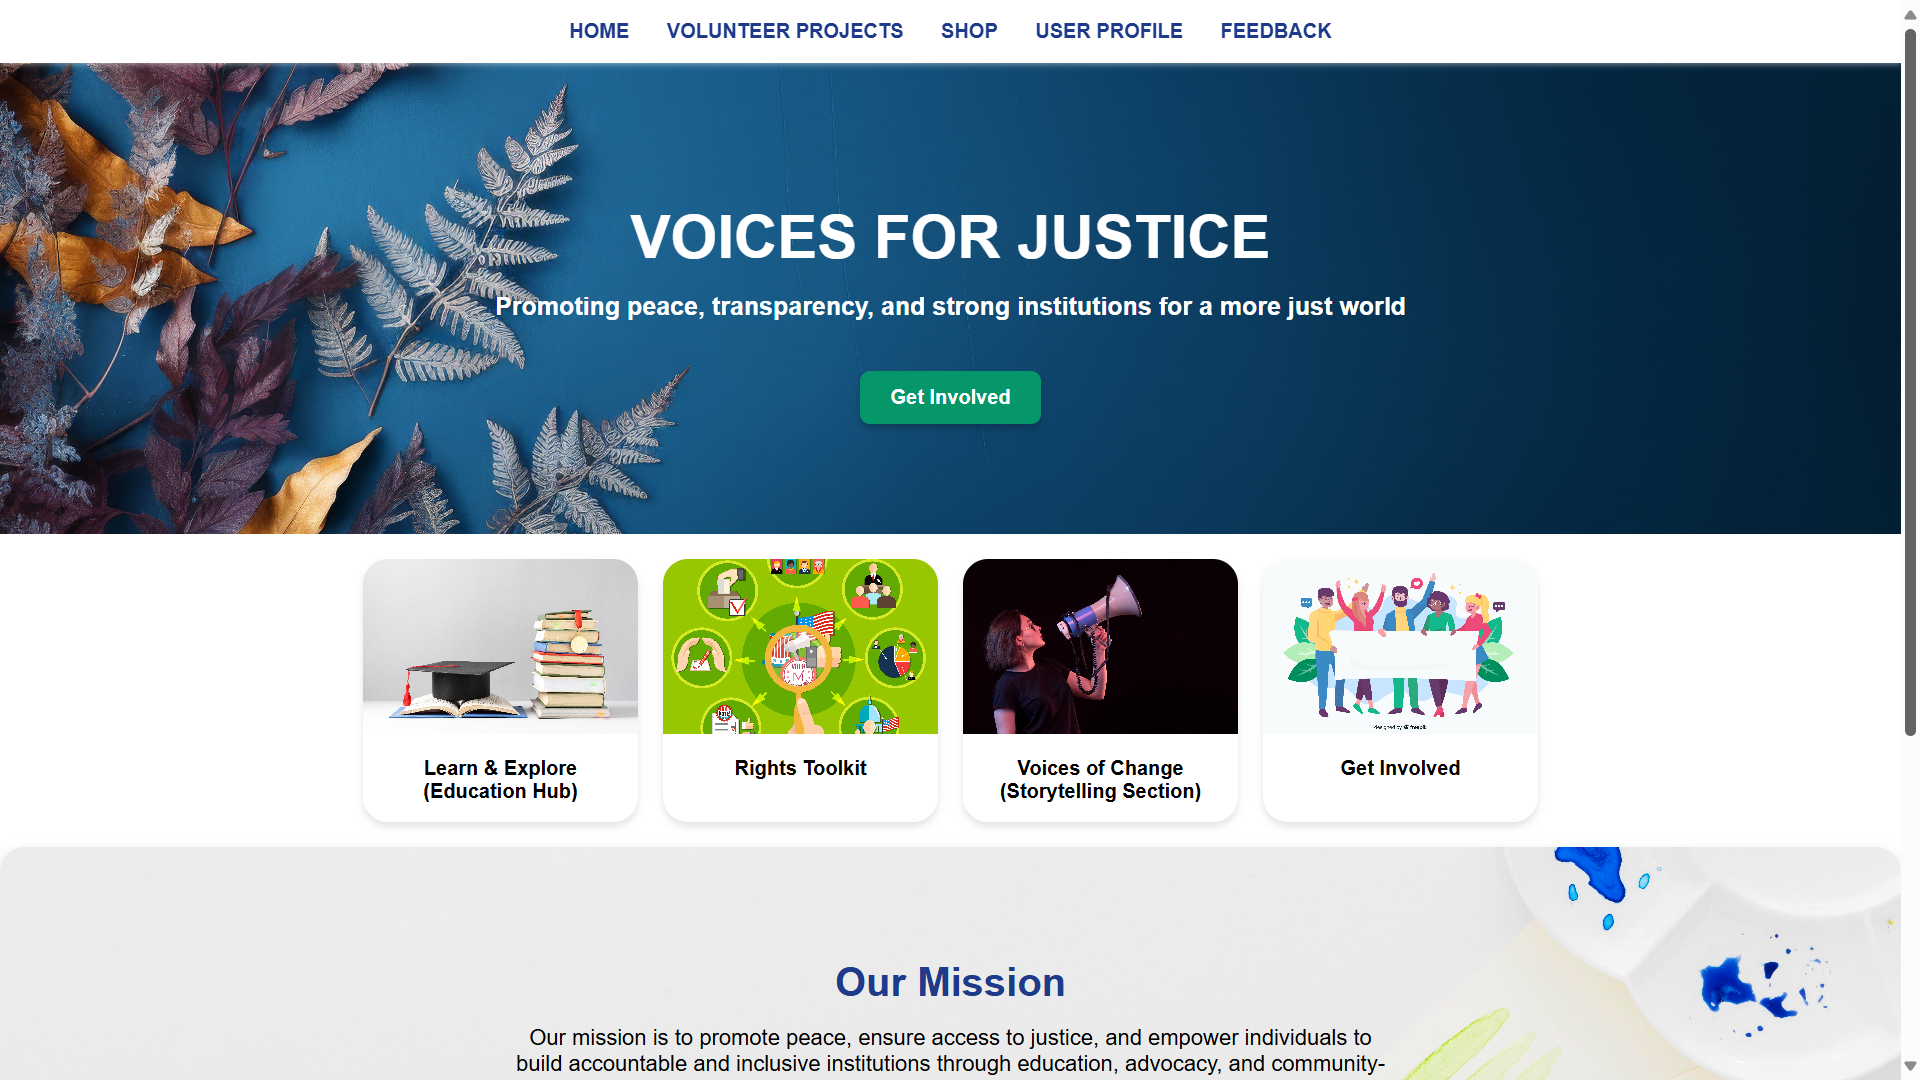 HOME VOLUNTEER PROJECTS SHOP USER PROFILE FEEDBACK
VOICES FOR JUSTICE
Promoting peace, transparency, and strong institutions for a more just world
Get Involved
Learn & Explore
(Education Hub)
Rights Toolkit
Voices of Change
(Storytelling Section)
Get Involved
designed by freepik
Our Mission
Our mission is to promote peace, ensure access to justice, and empower individuals to
build accountable and inclusive institutions through education, advocacy, and community-